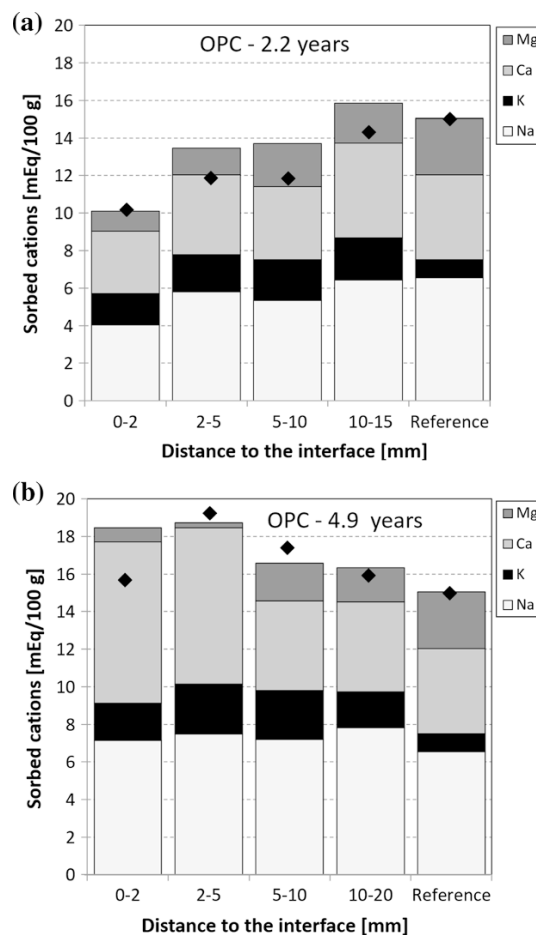 (a)
OPC - 2.2 years
20
18
16
14
12
10
8
6
4
2
0
Sorbed cations [mEq/100 g]
0-2 2-5 5-10 10-15 Reference
Distance to the interface [mm]
Mg
Ca
K
Na
(b)
OPC - 4.9 years
20
18
16
14
12
10
8
6
4
2
0
Sorbed cations [mEq/100 g]
0-2 2-5 5-10 10-20 Reference
Distance to the interface [mm]
Mg
Ca
K
Na